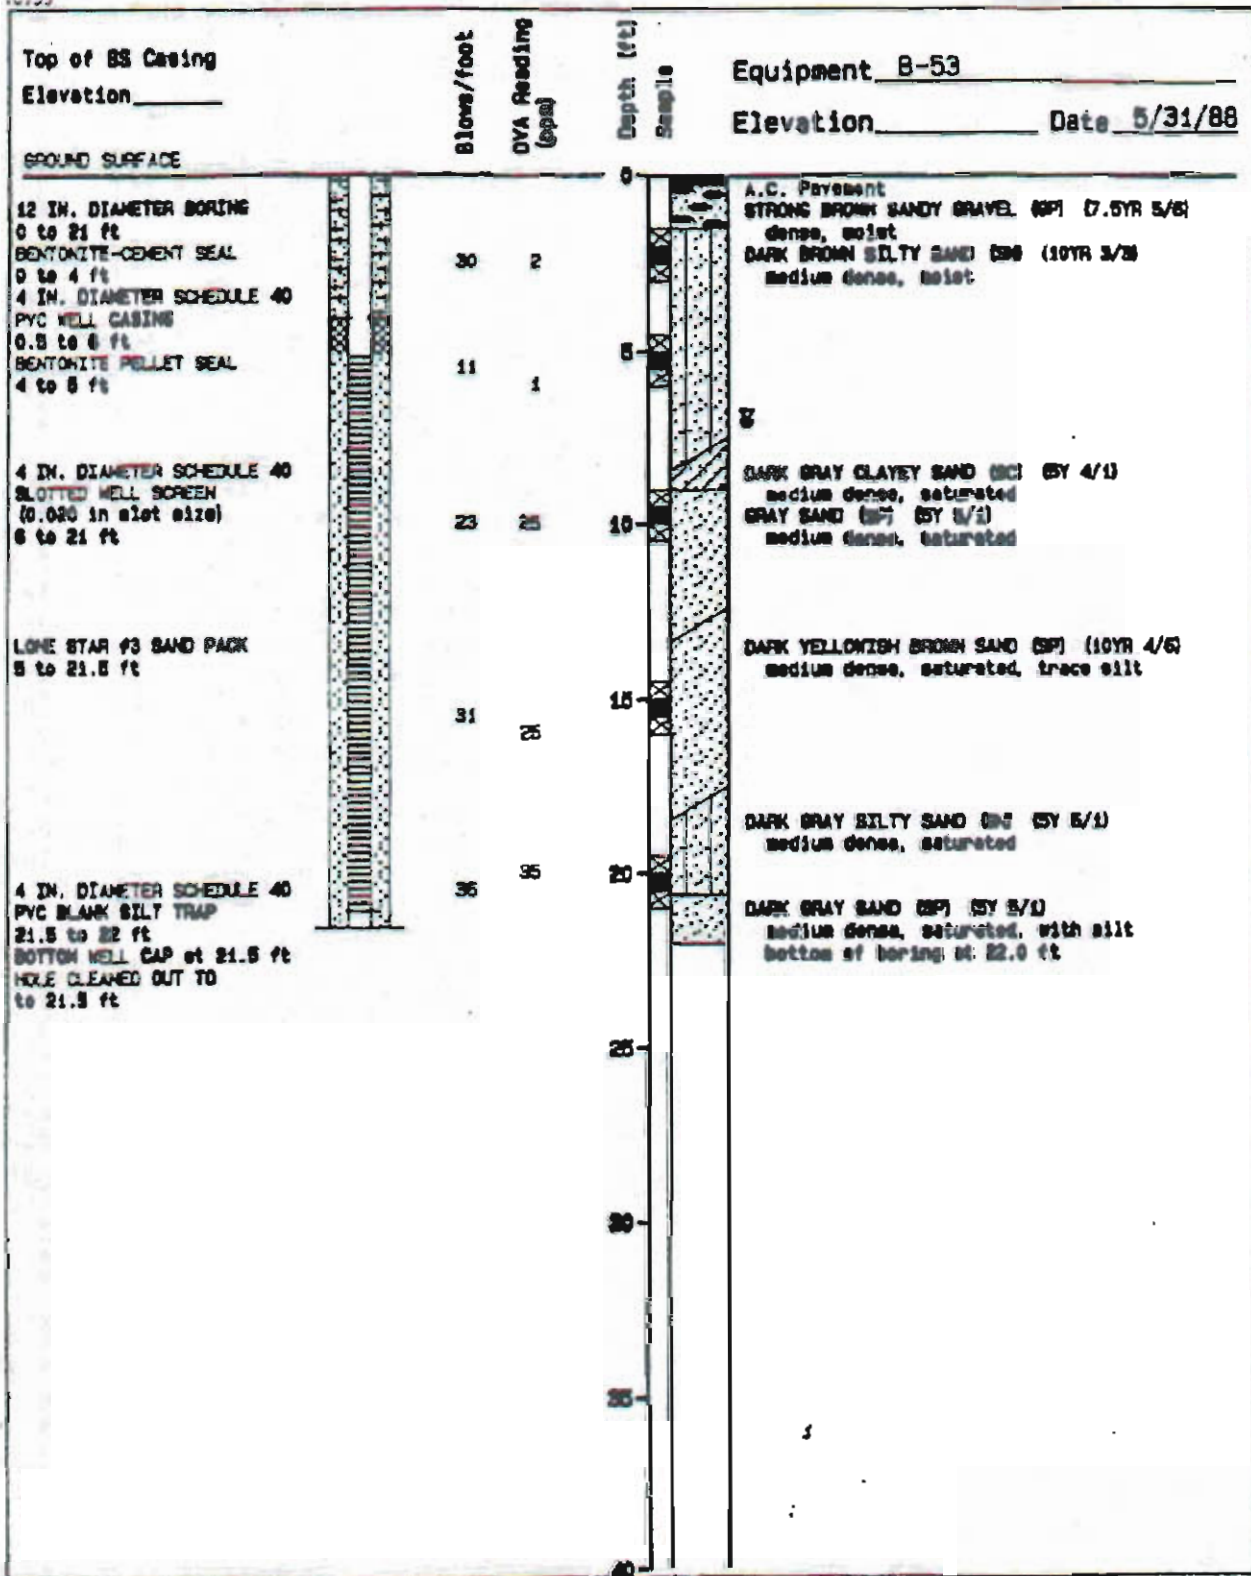 Top of BS Casing
Elevation
GROUND SURFACE
Blows/foot
OVA Reading
(ppm)
Depth (ft)
Sample
Equipment B-53
Elevation Date 5/31/88
12 IN. DIAMETER BORING
0 to 21 ft
BENTONITE-CEMENT SEAL
0 to 4 ft
4 IN. DIAMETER SCHEDULE 40
PVC WELL CASING
0.5 to 6 ft
BENTONITE PELLET SEAL
4 to 5 ft
4 IN. DIAMETER SCHEDULE 40
SLOTTED WELL SCREEN
(0.020 in slot size)
6 to 21 ft
LONE STAR #3 SAND PACK
5 to 21.5 ft
4 IN. DIAMETER SCHEDULE 40
PVC BLANK SILT TRAP
21.5 to 22 ft
BOTTOM WELL CAP at 21.5 ft
HOLE CLEANED OUT TO
to 21.5 ft
30 2
11 1
23 25
31 25
36 35
0
5
10
15
20
25
30
35
40
A.C. Pavement
STRONG BROWN SANDY GRAVEL (GP) (7.5YR 5/6)
dense, moist
DARK BROWN SILTY SAND (SM) (10YR 3/3)
medium dense, moist
DARK GRAY CLAYEY SAND (SC) (5Y 4/1)
medium dense, saturated
GRAY SAND (SP) (5Y 5/1)
medium dense, saturated
DARK YELLOWISH BROWN SAND (SP) (10YR 4/6)
medium dense, saturated, trace silt
DARK GRAY SILTY SAND (SM) (5Y 5/1)
medium dense, saturated
DARK GRAY SAND (SP) (5Y 5/1)
medium dense, saturated, with silt
bottom of boring at 22.0 ft